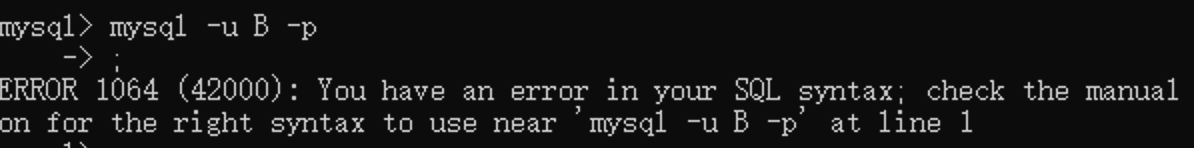 mysql> mysql -u B -p
-> ;
ERROR 1064 (42000): You have an error in your SQL syntax; check the manual
on for the right syntax to use near 'mysql -u B -p' at line 1